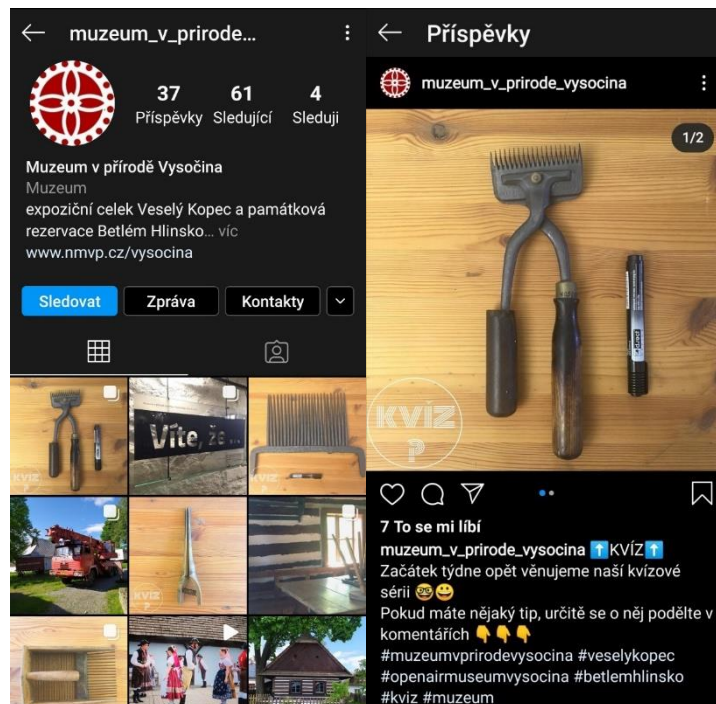 muzeum_v_prirode...
37 61 4
Příspěvky Sledující Sleduji
Muzeum v přírodě Vysočina
Muzeum
expoziční celek Veselý Kopec a památková
rezervace Betlém Hlinsko... víc
www.nmvp.cz/vysocina
Sledovat Zpráva Kontakty
Víte, že...
Příspěvky
muzeum_v_prirode_vysocina
1/2
KVÍZ
?
7 To se mi líbí
muzeum_v_prirode_vysocina ⬆️KVÍZ⬆️
Začátek týdne opět věnujeme naší kvízové
sérii 🤓😀
Pokud máte nějaký tip, určitě se o něj podělte v
komentářích 👇👇👇
#muzeumvprirodevysocina #veselykopec
#openairmuseumvysocina #betlemhlinsko
#kviz #muzeum